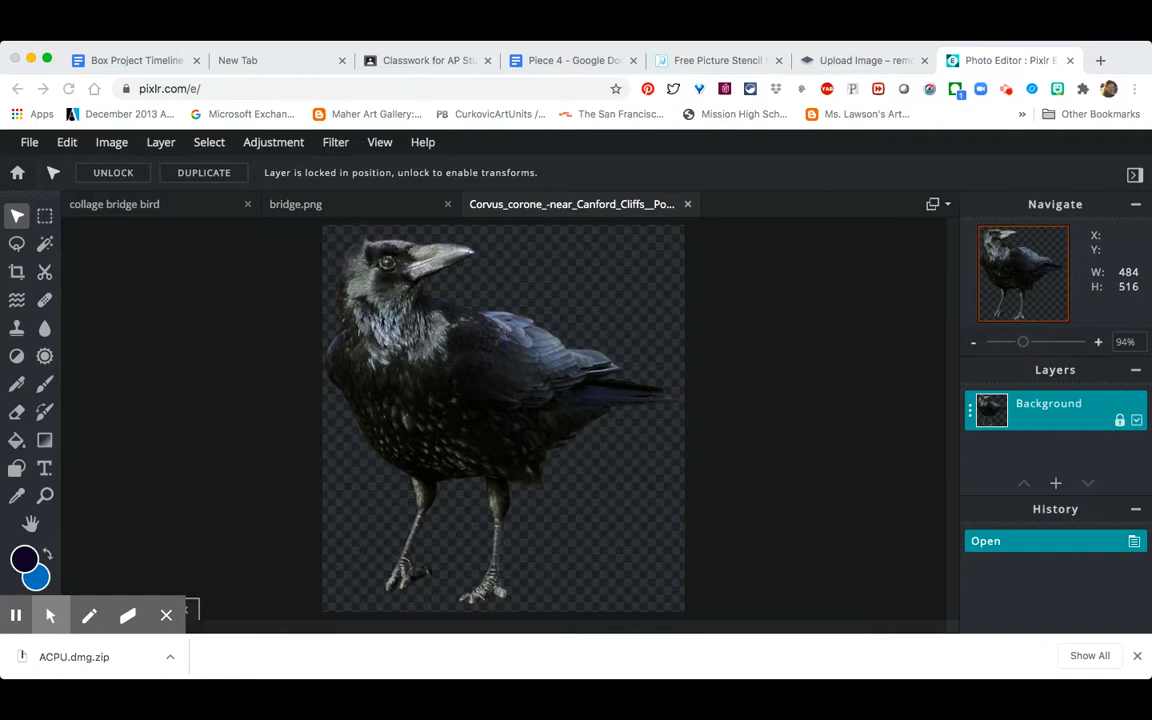 Box Project Timeline
New Tab
Classwork for AP Stu
Piece 4 - Google Doc
Free Picture Stencil
Upload Image – remo
Photo Editor : Pixlr E
pixlr.com/e/
Apps
December 2013 A...
Microsoft Exchan...
Maher Art Gallery:...
PB CurkovicArtUnits /...
The San Francisc...
Mission High Sch...
Ms. Lawson's Art...
»
Other Bookmarks
File Edit Image Layer Select Adjustment Filter View Help
UNLOCK DUPLICATE Layer is locked in position, unlock to enable transforms.
collage bridge bird bridge.png Corvus_corone_-near_Canford_Cliffs__Po...
Navigate
X:
Y:
W: 484
H: 516
- + 94%
Layers
Background
History
Open
ACPU.dmg.zip
Show All